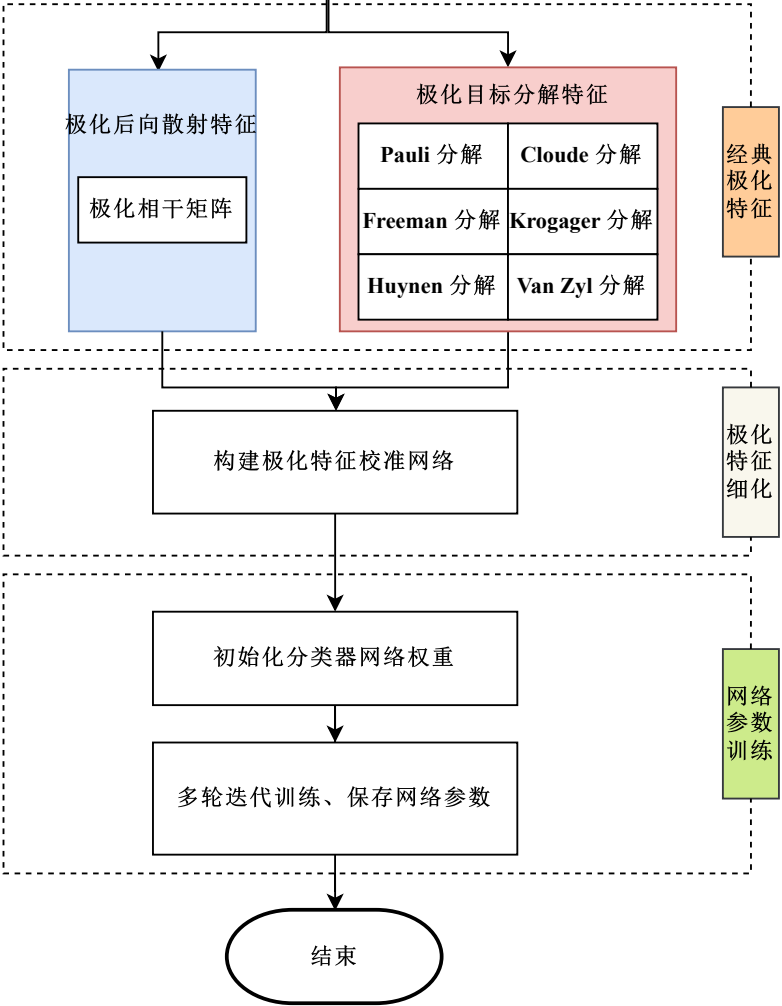 极化后向散射特征
极化相干矩阵
极化目标分解特征
Pauli 分解
Cloude 分解
Freeman 分解
Krogager 分解
Huynen 分解
Van Zyl 分解
经典
极化
特征
构建极化特征校准网络
极化
特征
细化
初始化分类器网络权重
多轮迭代训练、保存网络参数
网络
参数
训练
结束